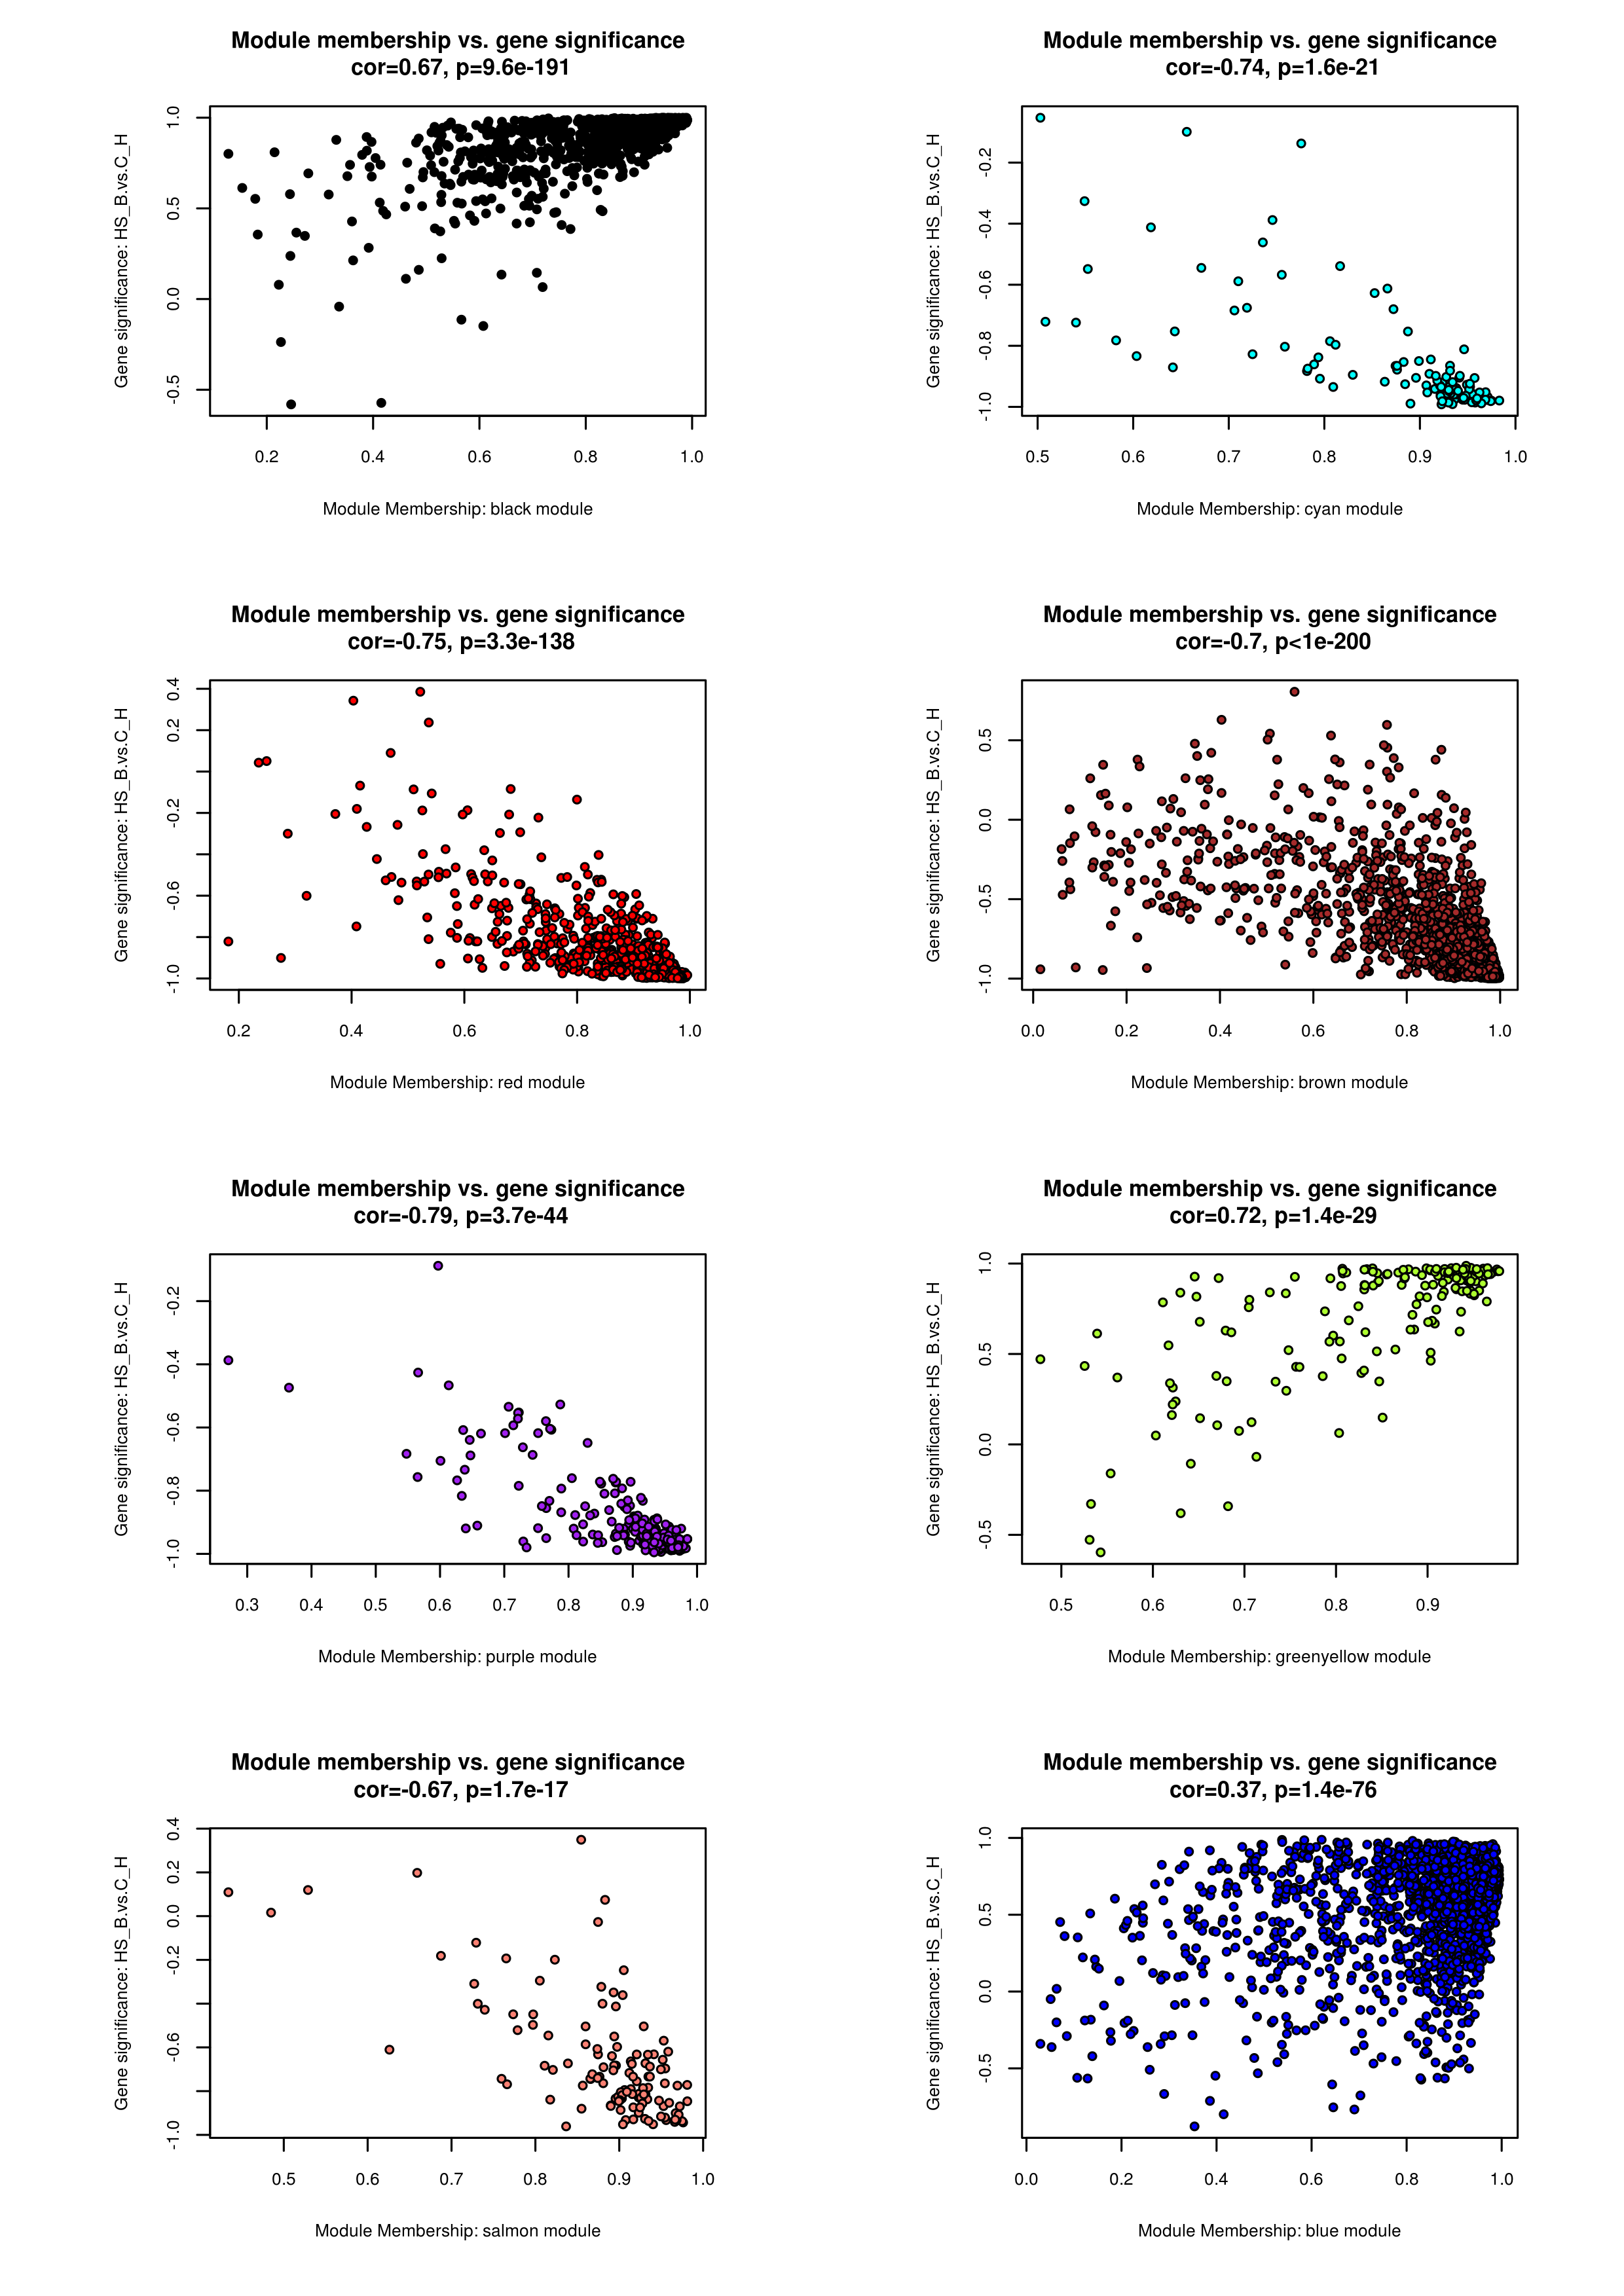 Module membership vs. gene significance
cor=0.67, p=9.6e-191
Gene significance: HS_B.vs.C_H
1.0
0.5
0.0
-0.5
0.2 0.4 0.6 0.8 1.0
Module Membership: black module
Module membership vs. gene significance
cor=-0.74, p=1.6e-21
Gene significance: HS_B.vs.C_H
-0.2
-0.4
-0.6
-0.8
-1.0
0.5 0.6 0.7 0.8 0.9 1.0
Module Membership: cyan module
Module membership vs. gene significance
cor=-0.75, p=3.3e-138
Gene significance: HS_B.vs.C_H
0.4
0.2
-0.2
-0.6
-1.0
0.2 0.4 0.6 0.8 1.0
Module Membership: red module
Module membership vs. gene significance
cor=-0.7, p<1e-200
Gene significance: HS_B.vs.C_H
0.5
0.0
-0.5
-1.0
0.0 0.2 0.4 0.6 0.8 1.0
Module Membership: brown module
Module membership vs. gene significance
cor=-0.79, p=3.7e-44
Gene significance: HS_B.vs.C_H
-0.2
-0.4
-0.6
-0.8
-1.0
0.3 0.4 0.5 0.6 0.7 0.8 0.9 1.0
Module Membership: purple module
Module membership vs. gene significance
cor=0.72, p=1.4e-29
Gene significance: HS_B.vs.C_H
1.0
0.5
0.0
-0.5
0.5 0.6 0.7 0.8 0.9
Module Membership: greenyellow module
Module membership vs. gene significance
cor=-0.67, p=1.7e-17
Gene significance: HS_B.vs.C_H
0.4
0.2
0.0
-0.2
-0.6
-1.0
0.5 0.6 0.7 0.8 0.9 1.0
Module Membership: salmon module
Module membership vs. gene significance
cor=0.37, p=1.4e-76
Gene significance: HS_B.vs.C_H
1.0
0.5
0.0
-0.5
0.0 0.2 0.4 0.6 0.8 1.0
Module Membership: blue module